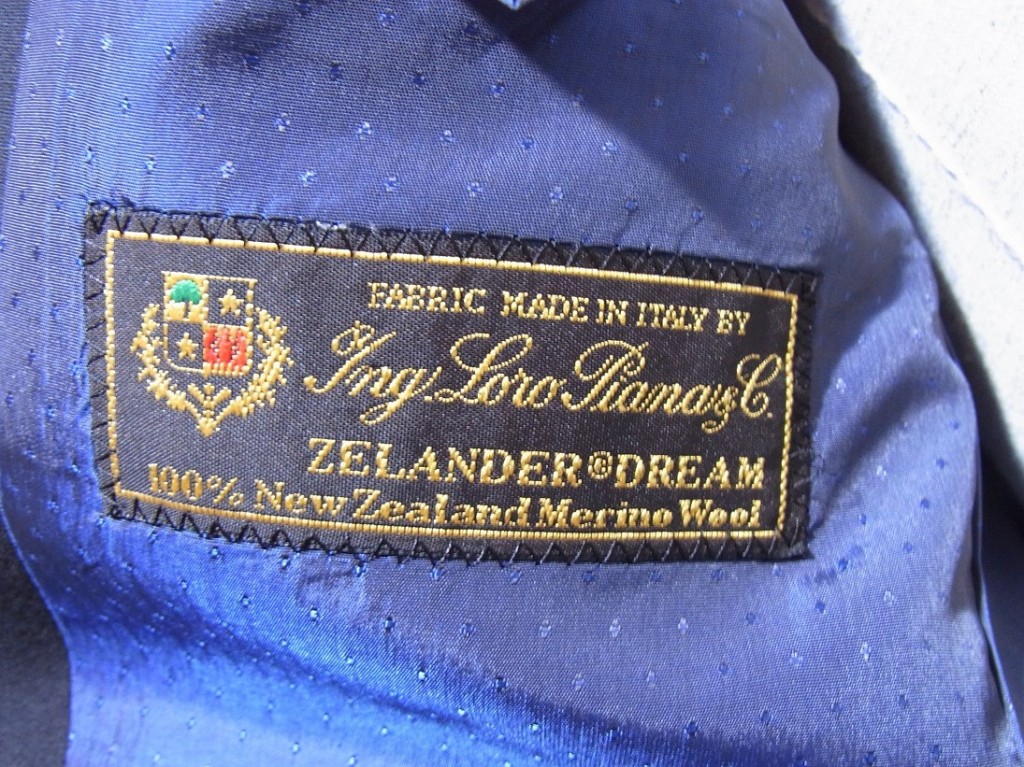 FABRIC MADE IN ITALY BY
Ing. Loro Piana & C.
ZELANDER®DREAM
100% New Zealand Merino Wool